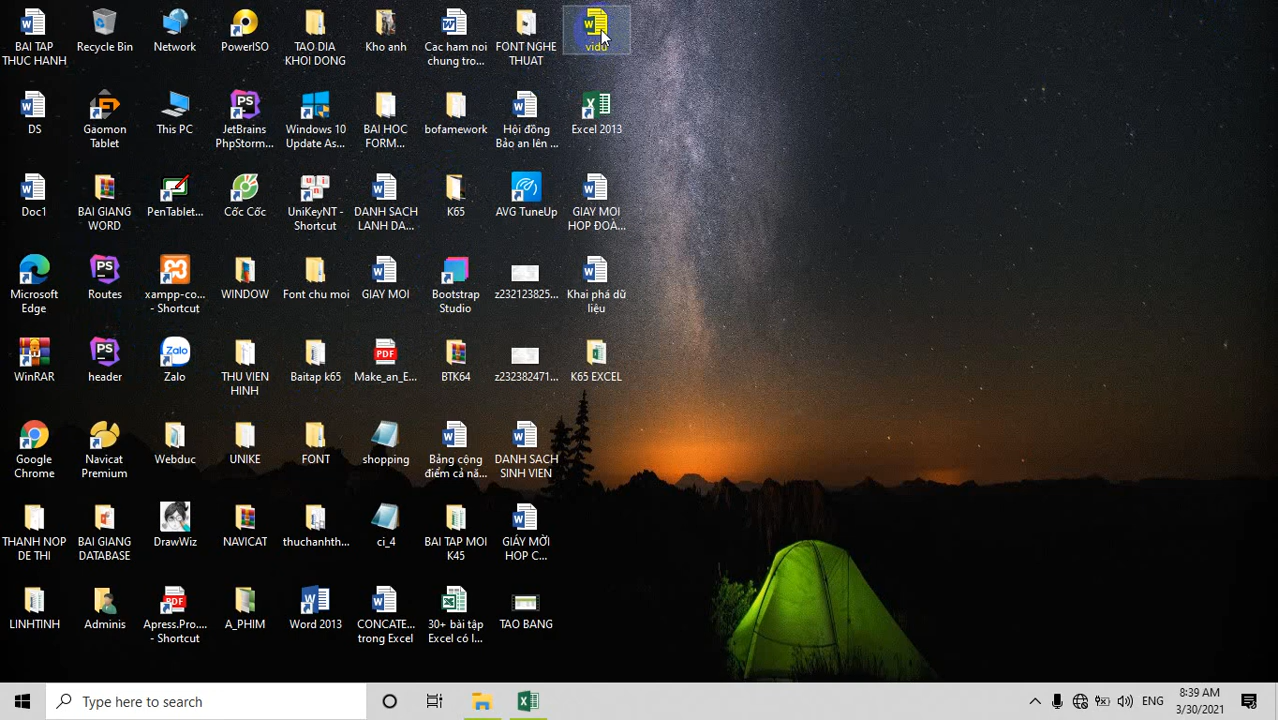 BAI TAP
THUC HANH
Recycle Bin
Network
PowerISO
TAO DIA
KHOI DONG
Kho anh
Cac ham noi
chung tro...
FONT NGHE
THUAT
vidu
DS
Gaomon
Tablet
This PC
JetBrains
PhpStorm...
Windows 10
Update As...
BAI HOC
FORM...
bofamework
Hội đồng
Bảo an lên ...
Excel 2013
Doc1
BAI GIANG
WORD
PenTablet...
Cốc Cốc
UniKeyNT -
Shortcut
DANH SACH
LANH DA...
K65
AVG TuneUp
GIAY MOI
HOP ĐOÀ...
Microsoft
Edge
Routes
xampp-co...
- Shortcut
WINDOW
Font chu moi
GIAY MOI
Bootstrap
Studio
z232123825...
Khai phá dữ
liệu
WinRAR
header
Zalo
Zalo
THU VIEN
HINH
Baitap k65
PDF
Make_an_E...
BTK64
z232382471...
K65 EXCEL
Google
Chrome
Navicat
Premium
Webduc
UNIKE
FONT
shopping
Bảng cộng
điểm cả nă...
DANH SACH
SINH VIEN
THANH NOP
DE THI
BAI GIANG
DATABASE
DrawWiz
NAVICAT
thuchanhth...
ci_4
BAI TAP MOI
K45
GIẤY MỜI
HOP C...
LINHTINH
Adminis
PDF
Apress.Pro....
- Shortcut
A_PHIM
Word 2013
CONCATE...
trong Excel
30+ bài tập
Excel có l...
TAO BANG
Type here to search
ENG
8:39 AM
3/30/2021